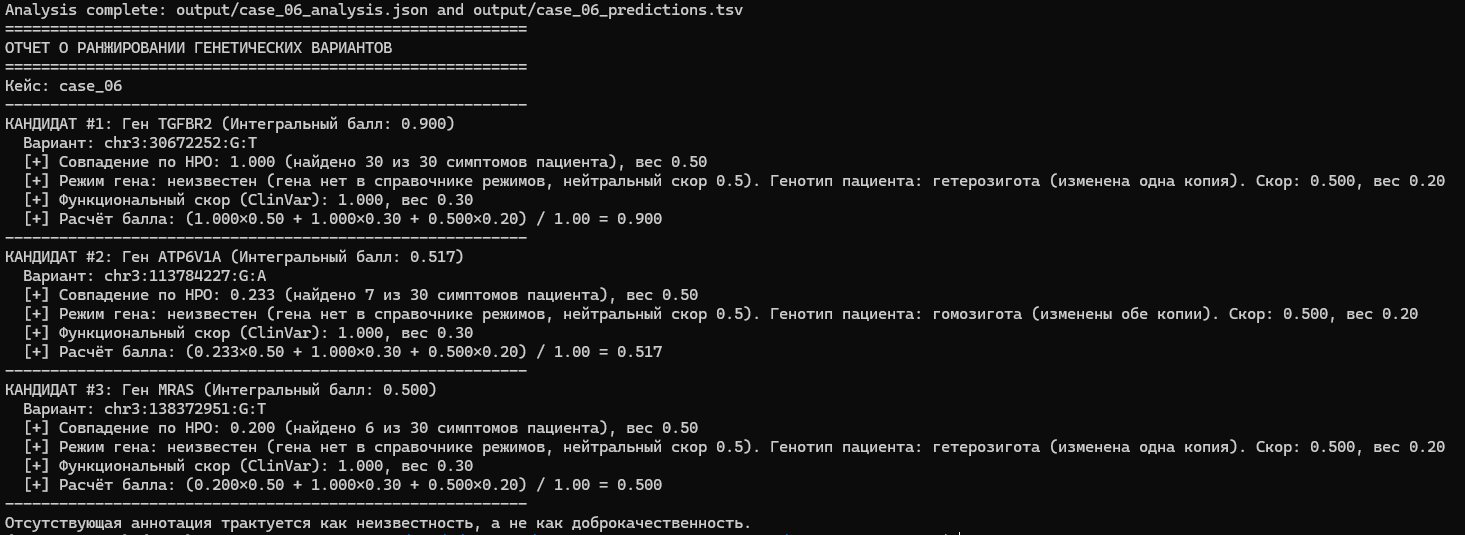 Analysis complete: output/case_06_analysis.json and output/case_06_predictions.tsv
==========================================================
ОТЧЕТ О РАНЖИРОВАНИИ ГЕНЕТИЧЕСКИХ ВАРИАНТОВ
==========================================================
Кейс: case_06
----------------------------------------------------------
КАНДИДАТ #1: Ген TGFBR2 (Интегральный балл: 0.900)
  Вариант: chr3:30672252:G:T
  [+] Совпадение по HPO: 1.000 (найдено 30 из 30 симптомов пациента), вес 0.50
  [+] Режим гена: неизвестен (гена нет в справочнике режимов, нейтральный скор 0.5). Генотип пациента: гетерозигота (изменена одна копия). Скор: 0.500, вес 0.20
  [+] Функциональный скор (ClinVar): 1.000, вес 0.30
  [+] Расчёт балла: (1.000×0.50 + 1.000×0.30 + 0.500×0.20) / 1.00 = 0.900
----------------------------------------------------------
КАНДИДАТ #2: Ген ATP6V1A (Интегральный балл: 0.517)
  Вариант: chr3:113784227:G:A
  [+] Совпадение по HPO: 0.233 (найдено 7 из 30 симптомов пациента), вес 0.50
  [+] Режим гена: неизвестен (гена нет в справочнике режимов, нейтральный скор 0.5). Генотип пациента: гомозигота (изменены обе копии). Скор: 0.500, вес 0.20
  [+] Функциональный скор (ClinVar): 1.000, вес 0.30
  [+] Расчёт балла: (0.233×0.50 + 1.000×0.30 + 0.500×0.20) / 1.00 = 0.517
----------------------------------------------------------
КАНДИДАТ #3: Ген MRAS (Интегральный балл: 0.500)
  Вариант: chr3:138372951:G:T
  [+] Совпадение по HPO: 0.200 (найдено 6 из 30 симптомов пациента), вес 0.50
  [+] Режим гена: неизвестен (гена нет в справочнике режимов, нейтральный скор 0.5). Генотип пациента: гетерозигота (изменена одна копия). Скор: 0.500, вес 0.20
  [+] Функциональный скор (ClinVar): 1.000, вес 0.30
  [+] Расчёт балла: (0.200×0.50 + 1.000×0.30 + 0.500×0.20) / 1.00 = 0.500
----------------------------------------------------------
Отсутствующая аннотация трактуется как неизвестность, а не как доброкачественность.